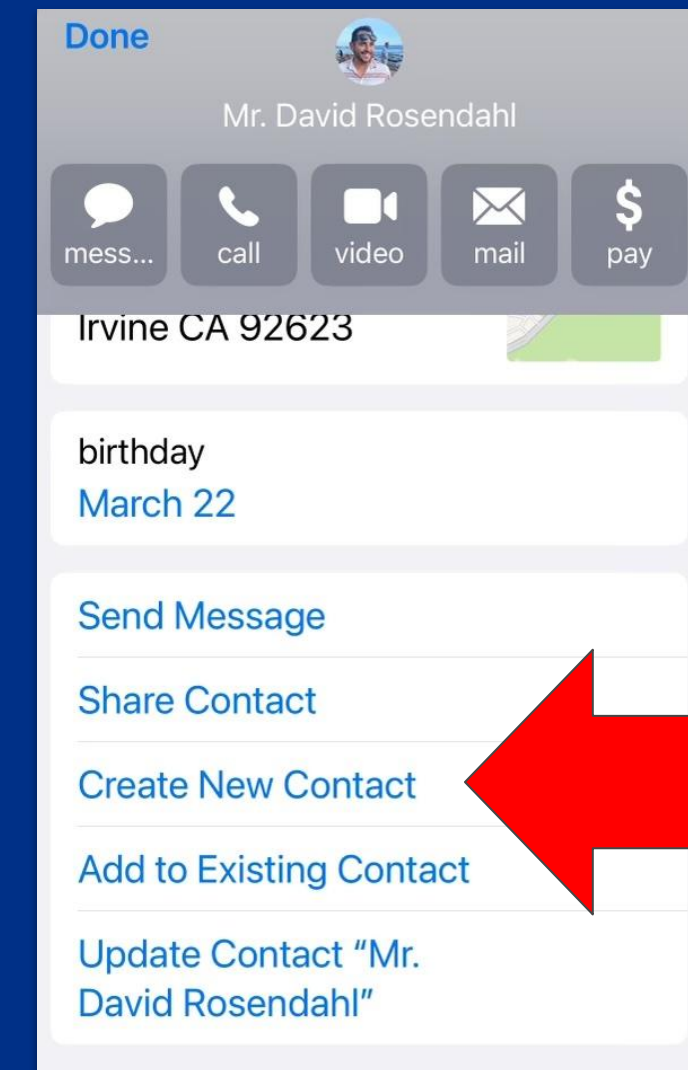 Done
Mr. David Rosendahl
mess... call video mail $ pay
Irvine CA 92623
birthday
March 22
Send Message
Share Contact
Create New Contact
Add to Existing Contact
Update Contact “Mr.
David Rosendahl”